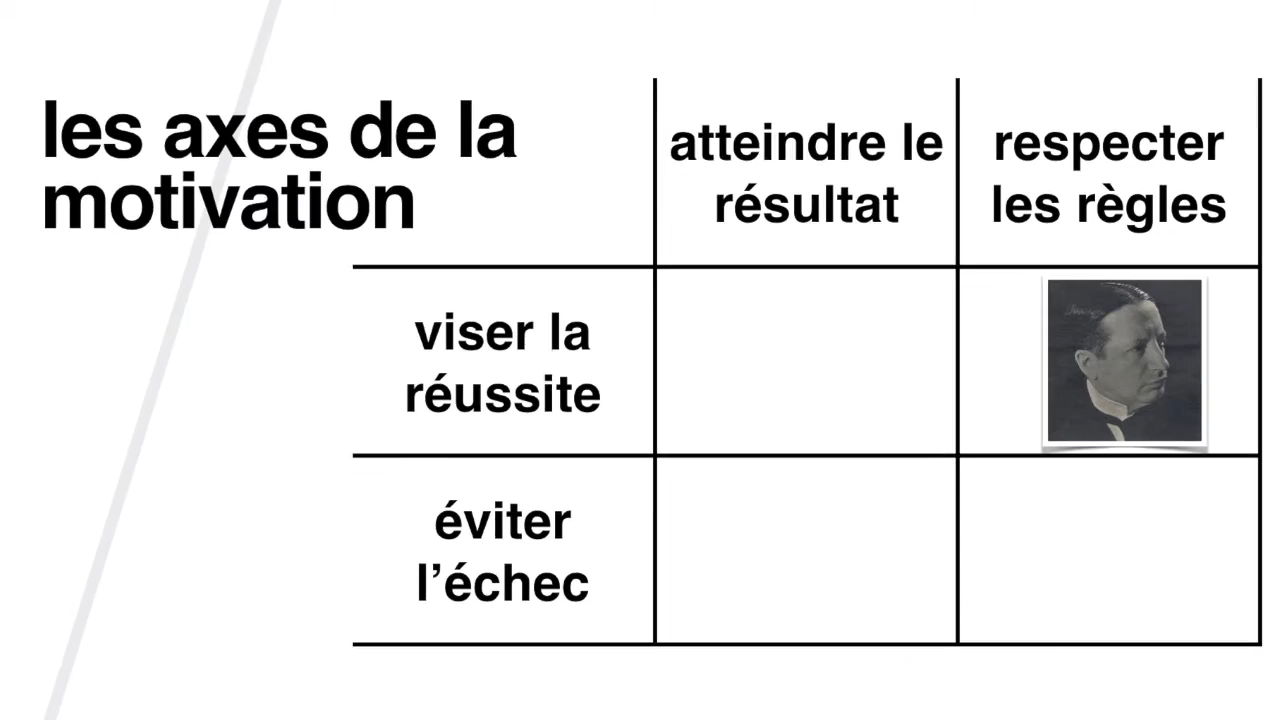 les axes de la
motivation
atteindre le
résultat
respecter
les règles
viser la
réussite
éviter
l’échec